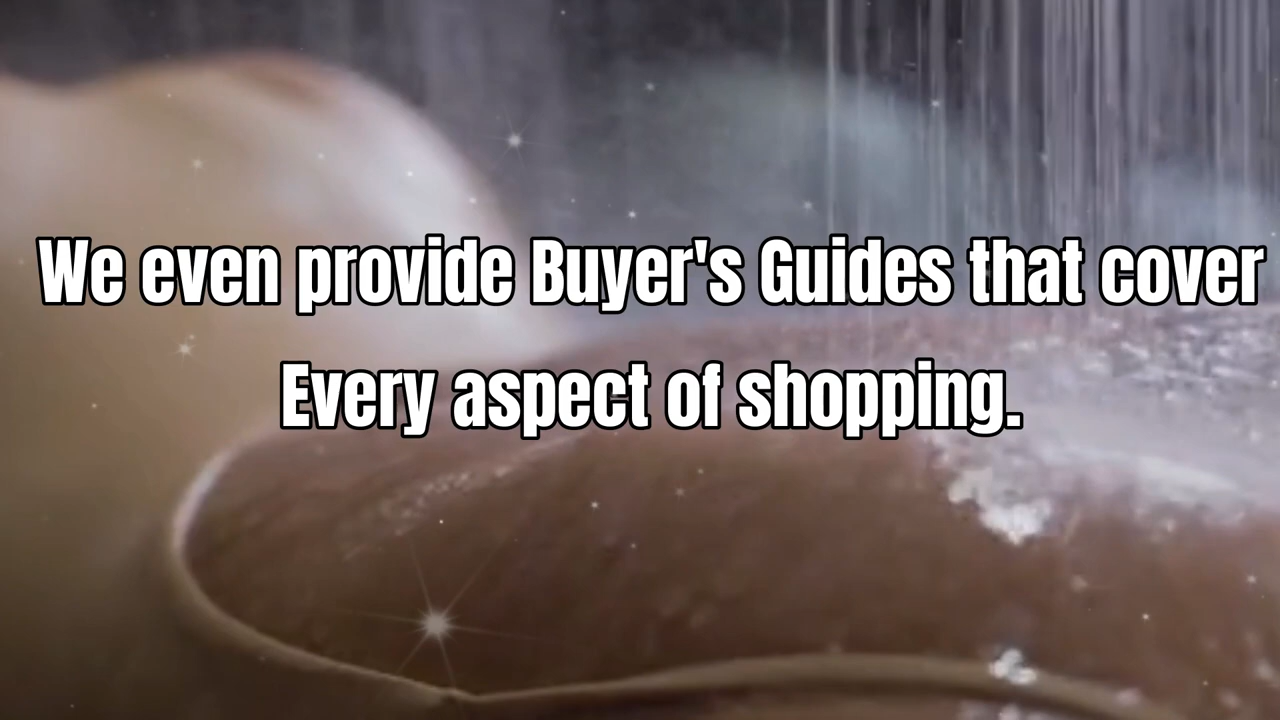 We even provide Buyer's Guides that cover
Every aspect of shopping.